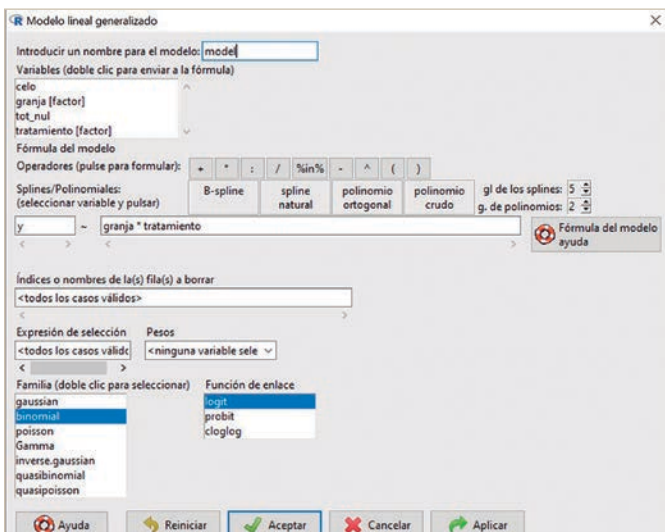 Modelo lineal generalizado
Introducir un nombre para el modelo: model
Variables (doble clic para enviar a la fórmula)
celo
granja [factor]
tot_nul
tratamiento [factor]
Fórmula del modelo
Operadores (pulse para formular): + * : / %in% - ^ ( )
Splines/Polinomiales:
(seleccionar variable y pulsar)
B-spline
spline
natural
polinomio
ortogonal
polinomio
crudo
gl de los splines: 5
g. de polinomios: 2
y ~ granja * tratamiento
Fórmula del modelo
ayuda
Índices o nombres de la(s) fila(s) a borrar
<todos los casos válidos>
Expresión de selección Pesos
<todos los casos válidc <ninguna variable sele
Familia (doble clic para seleccionar) Función de enlace
gaussian
binomial
poisson
Gamma
inverse.gaussian
quasibinomial
quasipoisson
logit
probit
cloglog
Ayuda Reiniciar Aceptar Cancelar Aplicar